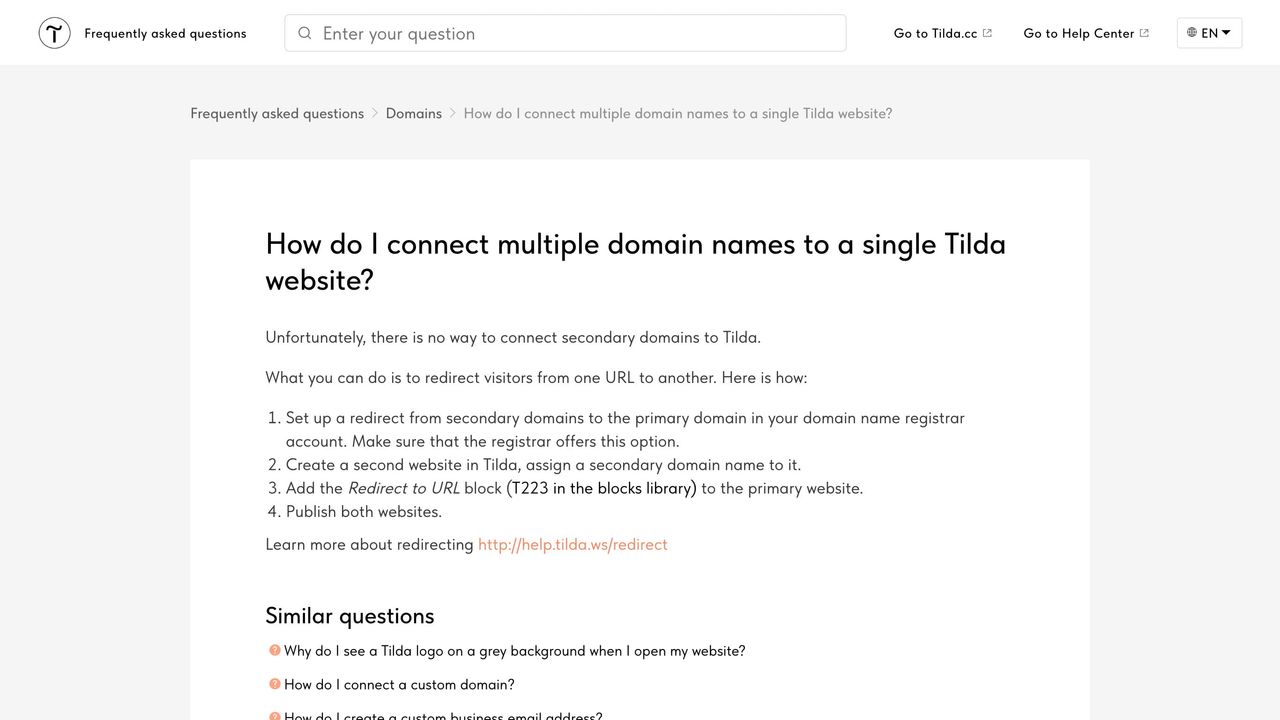 Frequently asked questions
Enter your question
Go to Tilda.cc
Go to Help Center
EN
Frequently asked questions
Domains
How do I connect multiple domain names to a single Tilda website?
How do I connect multiple domain names to a single Tilda
website?
Unfortunately, there is no way to connect secondary domains to Tilda.
What you can do is to redirect visitors from one URL to another. Here is how:
1. Set up a redirect from secondary domains to the primary domain in your domain name registrar
account. Make sure that the registrar offers this option.
2. Create a second website in Tilda, assign a secondary domain name to it.
3. Add the Redirect to URL block (T223 in the blocks library) to the primary website.
4. Publish both websites.
Learn more about redirecting http://help.tilda.ws/redirect
Similar questions
Why do I see a Tilda logo on a grey background when I open my website?
How do I connect a custom domain?
How do I create a custom business email address?